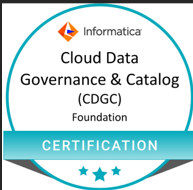 Informatica
Cloud Data
Governance & Catalog
(CDGC)
Foundation
CERTIFICATION